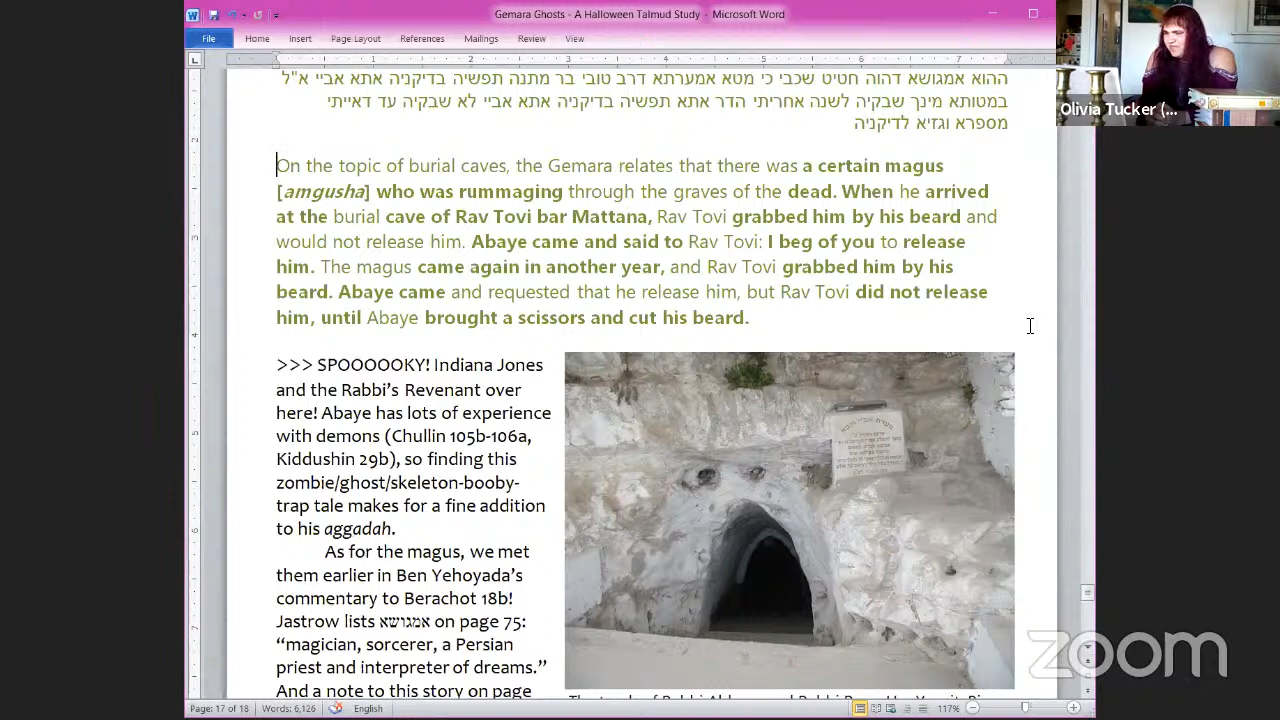 Gemara Ghosts - A Halloween Talmud Study - Microsoft Word
File Home Insert Page Layout References Mailings Review View
Olivia Tucker (...
ההוא אמגושא דהוה חטיט שכבי כי מטא אמערתא דרב טובי בר מתנה תפשיה בדיקניה אתא אביי א"ל
במטותא מינך שבקיה לשנה אחריתי הדר אתא תפשיה בדיקניה אתא אביי לא שבקיה עד דאייתי
מספרא וגזיא לדיקניה
On the topic of burial caves, the Gemara relates that there was a certain magus
[amgusha] who was rummaging through the graves of the dead. When he arrived
at the burial cave of Rav Tovi bar Mattana, Rav Tovi grabbed him by his beard and
would not release him. Abaye came and said to Rav Tovi: I beg of you to release
him. The magus came again in another year, and Rav Tovi grabbed him by his
beard. Abaye came and requested that he release him, but Rav Tovi did not release
him, until Abaye brought a scissors and cut his beard.
>>> SPOOOOOKY! Indiana Jones
and the Rabbi's Revenant over
here! Abaye has lots of experience
with demons (Chullin 105b-106a,
Kiddushin 29b), so finding this
zombie/ghost/skeleton-booby-
trap tale makes for a fine addition
to his aggadah.
As for the magus, we met
them earlier in Ben Yehoyada's
commentary to Berachot 18b!
Jastrow lists אמגושא on page 75:
"magician, sorcerer, a Persian
priest and interpreter of dreams."
And a note to this story on page
zoom
Page: 17 of 18 Words: 6,126 English 117%